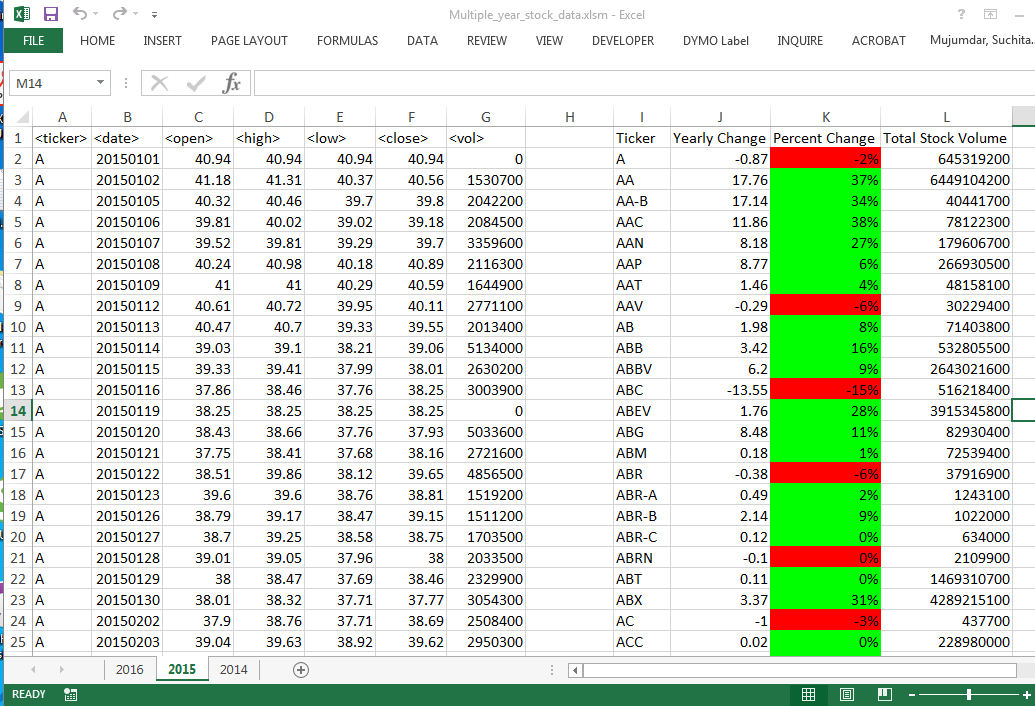 Multiple_year_stock_data.xlsm - Excel
FILE HOME INSERT PAGE LAYOUT FORMULAS DATA REVIEW VIEW DEVELOPER DYMO Label INQUIRE ACROBAT Mujumdar, Suchita.
M14 fx
A B C D E F G H I J K L
1 <ticker> <date> <open> <high> <low> <close> <vol> Ticker Yearly Change Percent Change Total Stock Volume
2 A 20150101 40.94 40.94 40.94 40.94 0 A -0.87 -2% 645319200
3 A 20150102 41.18 41.31 40.37 40.56 1530700 AA 17.76 37% 6449104200
4 A 20150105 40.32 40.46 39.7 39.8 2042200 AA-B 17.14 34% 40441700
5 A 20150106 39.81 40.02 39.02 39.18 2084500 AAC 11.86 38% 78122300
6 A 20150107 39.52 39.81 39.29 39.7 3359600 AAN 8.18 27% 179606700
7 A 20150108 40.24 40.98 40.18 40.89 2116300 AAP 8.77 6% 266930500
8 A 20150109 41 41 40.29 40.59 1644900 AAT 1.46 4% 48158100
9 A 20150112 40.61 40.72 39.95 40.11 2771100 AAV -0.29 -6% 30229400
10 A 20150113 40.47 40.7 39.33 39.55 2013400 AB 1.98 8% 71403800
11 A 20150114 39.03 39.1 38.21 39.06 5134000 ABB 3.42 16% 532805500
12 A 20150115 39.33 39.41 37.99 38.01 2630200 ABBV 6.2 9% 2643021600
13 A 20150116 37.86 38.46 37.76 38.25 3003900 ABC -13.55 -15% 516218400
14 A 20150119 38.25 38.25 38.25 38.25 0 ABEV 1.76 28% 3915345800
15 A 20150120 38.43 38.66 37.76 37.93 5033600 ABG 8.48 11% 82930400
16 A 20150121 37.75 38.41 37.68 38.16 2721600 ABM 0.18 1% 72539400
17 A 20150122 38.51 39.86 38.12 39.65 4856500 ABR -0.38 -6% 37916900
18 A 20150123 39.6 39.6 38.76 38.81 1519200 ABR-A 0.49 2% 1243100
19 A 20150126 38.79 39.17 38.47 39.15 1511200 ABR-B 2.14 9% 1022000
20 A 20150127 38.7 39.25 38.58 38.75 1703500 ABR-C 0.12 0% 634000
21 A 20150128 39.01 39.05 37.96 38 2033500 ABRN -0.1 0% 2109900
22 A 20150129 38 38.47 37.69 38.46 2329900 ABT 0.11 0% 1469310700
23 A 20150130 38.01 38.32 37.71 37.77 3054300 ABX 3.37 31% 4289215100
24 A 20150202 37.9 38.76 37.71 38.69 2508400 AC -1 -3% 437700
25 A 20150203 39.04 39.63 38.92 39.62 2950300 ACC 0.02 0% 228980000
2016 2015 2014
READY